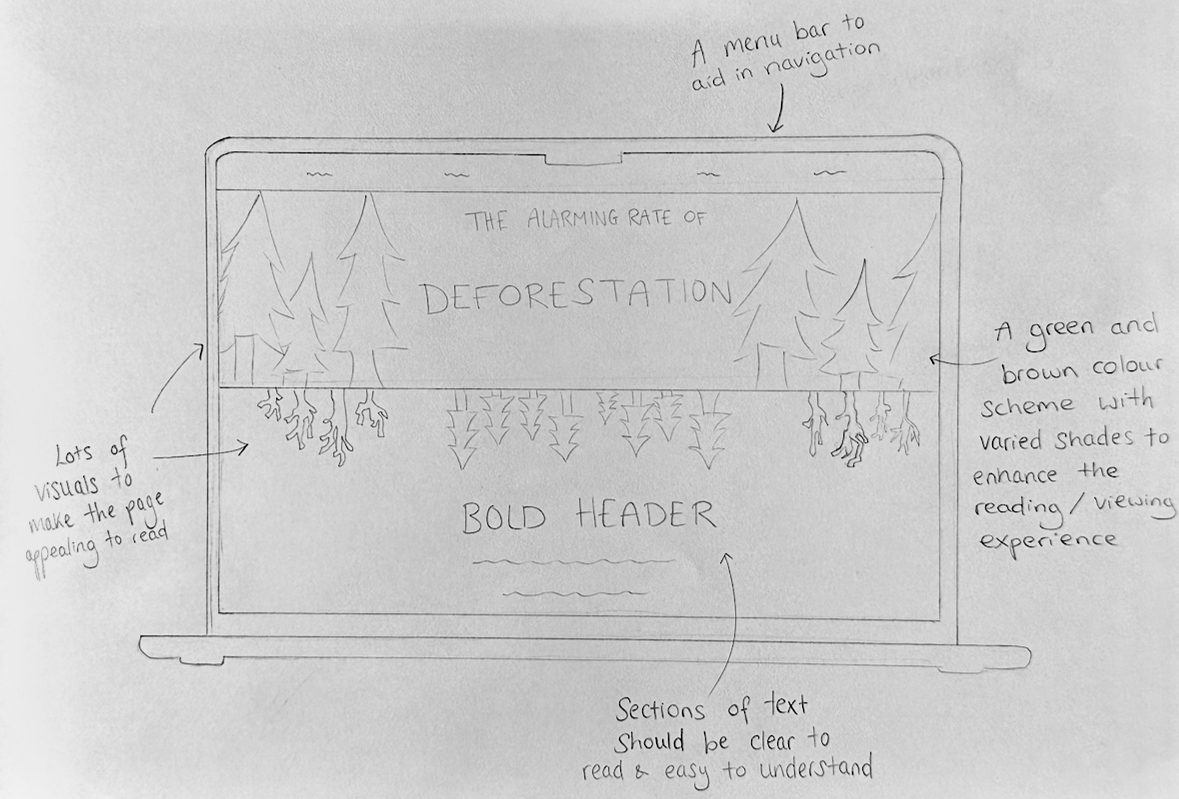 A menu bar to
aid in navigation
THE ALARMING RATE OF
DEFORESTATION
A green and
brown colour
scheme with
varied shades to
enhance the
reading / viewing
experience
Lots of
visuals to
make the page
appealing to read
BOLD HEADER
Sections of text
should be clear to
read & easy to understand